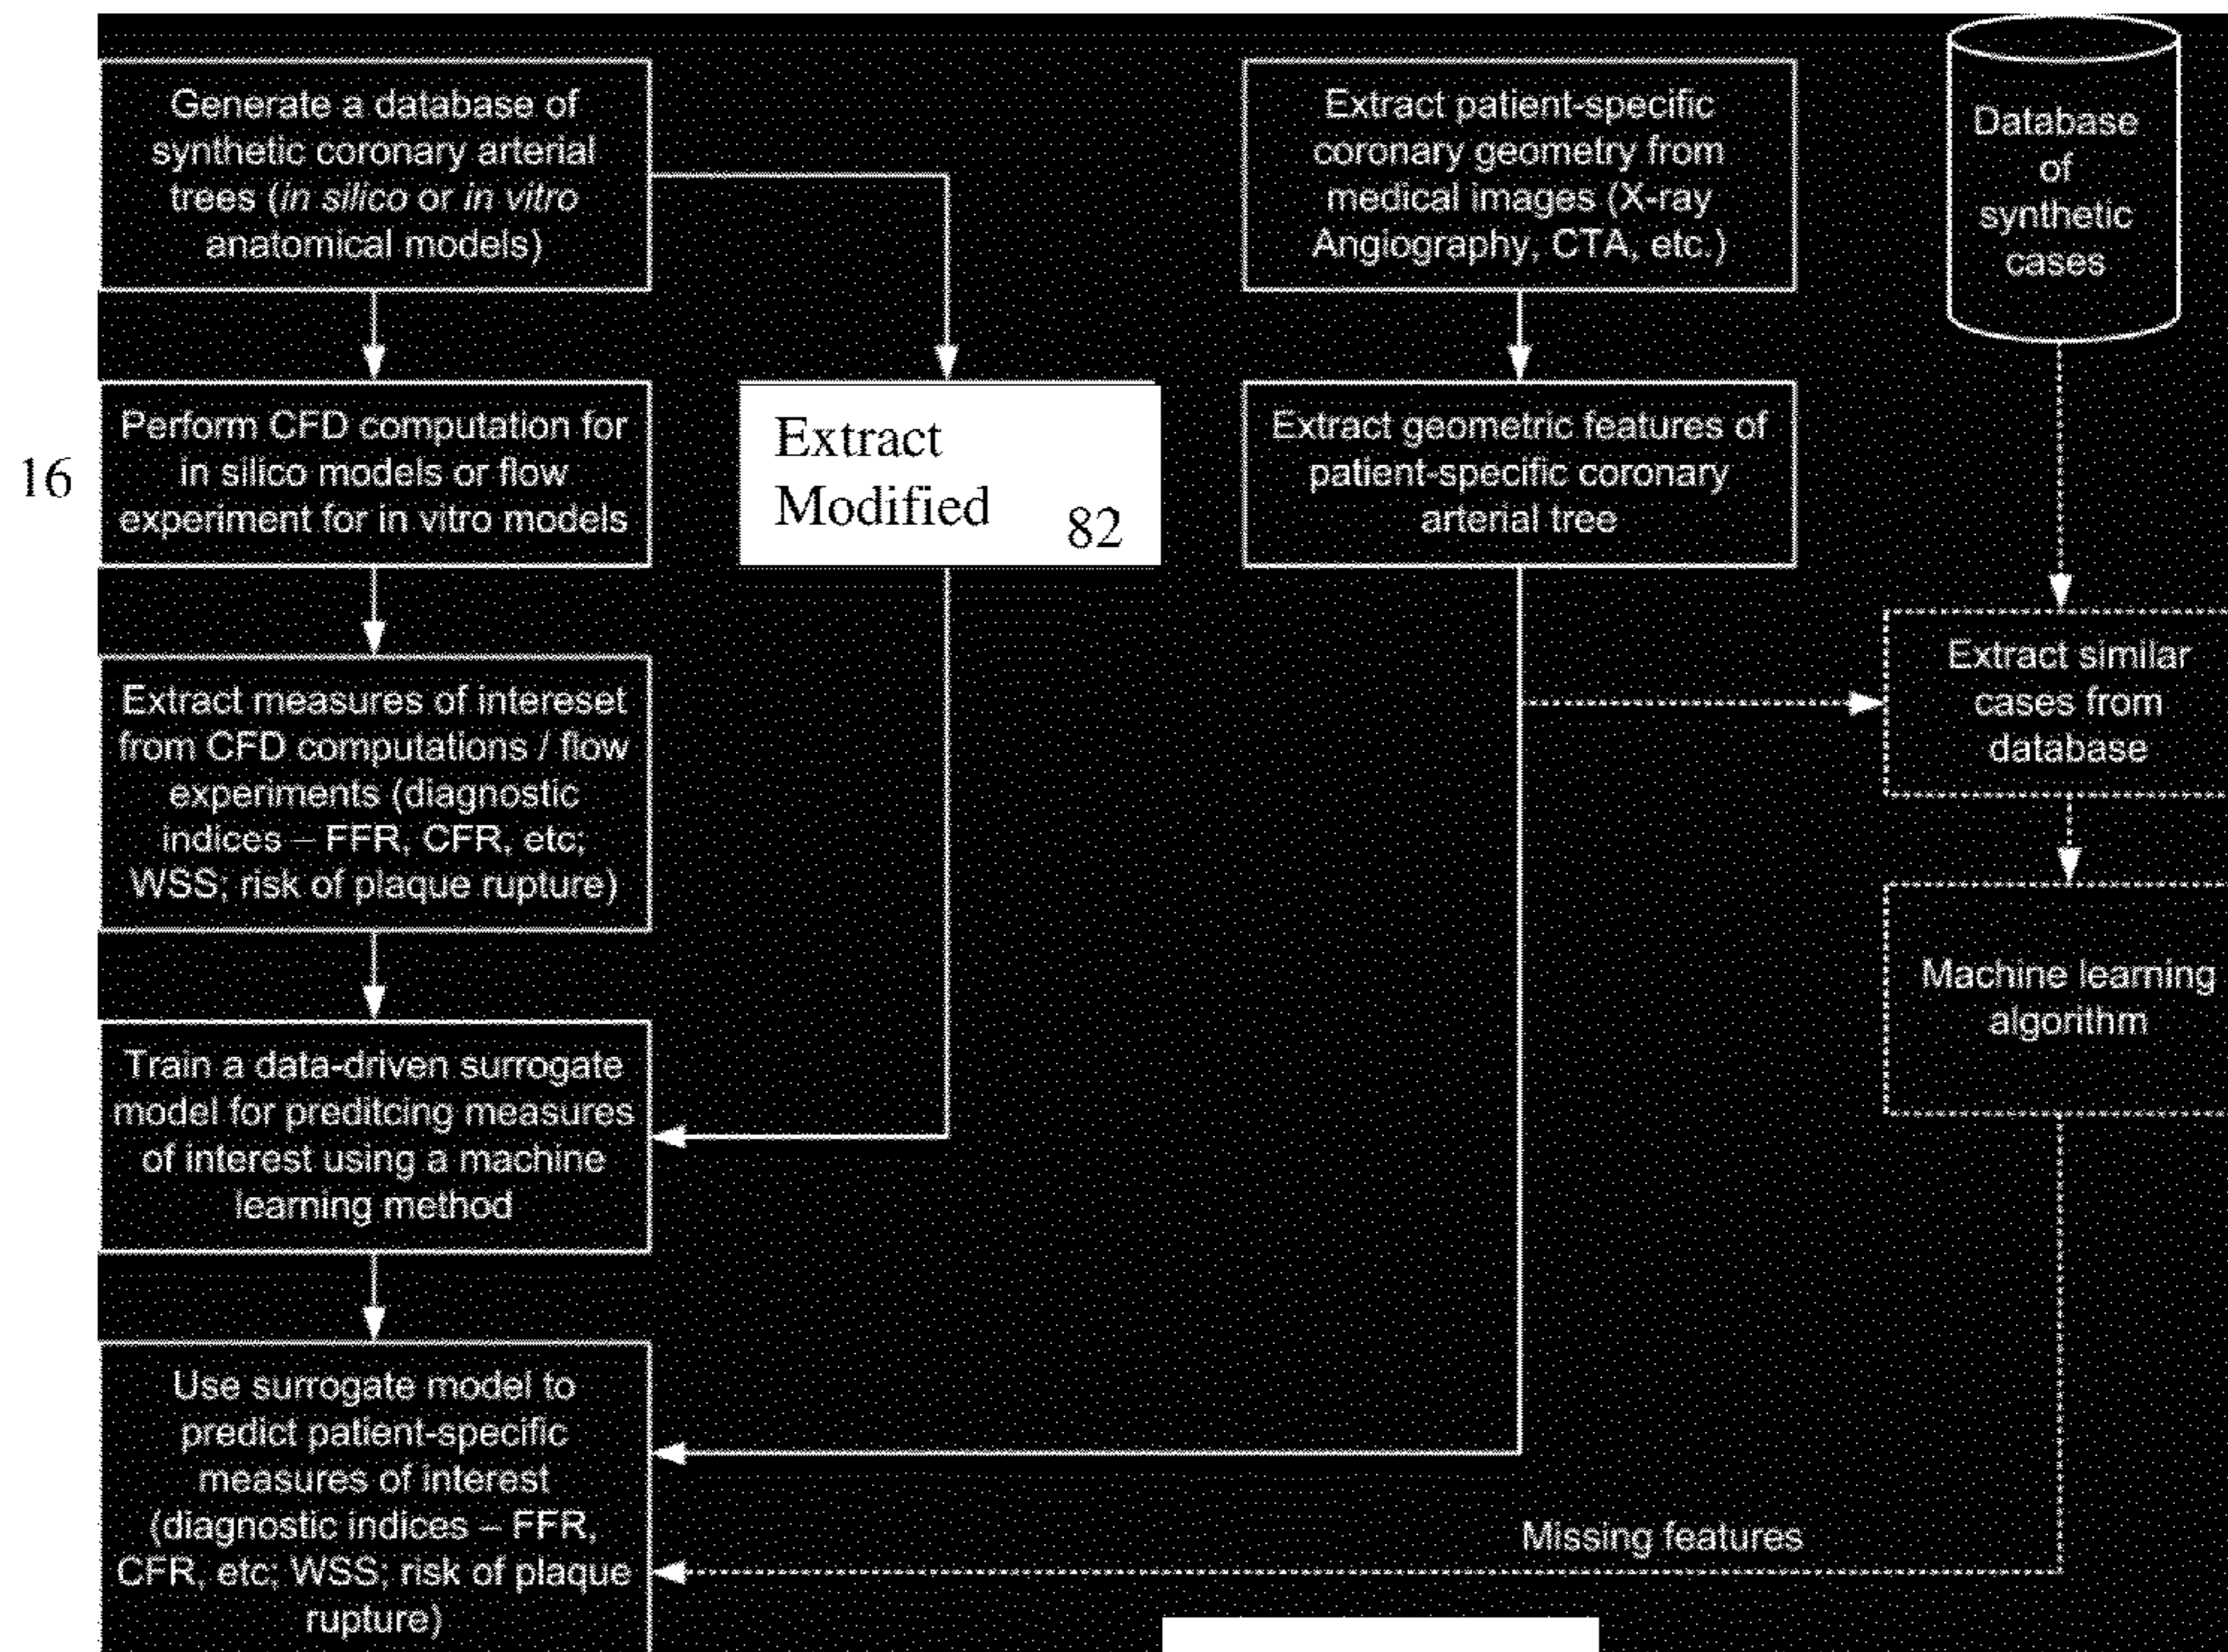 Generate a database of
synthetic coronary arterial
trees (in silico or in vitro
anatomical models)
Extract patient-specific
coronary geometry from
medical images (X-ray
Angiography, CTA, etc.)
Database
of
synthetic
cases
16
Perform CFD computation for
in silico models or flow
experiment for in vitro models
Extract
Modified
82
Extract geometric features of
patient-specific coronary
arterial tree
Extract measures of intereset
from CFD computations / flow
experiments (diagnostic
indices – FFR, CFR, etc;
WSS; risk of plaque rupture)
Extract similar
cases from
database
Machine learning
algorithm
Train a data-driven surrogate
model for preditcing measures
of interest using a machine
learning method
Use surrogate model to
predict patient-specific
measures of interest
(diagnostic indices – FFR,
CFR, etc; WSS; risk of plaque
rupture)
Missing features